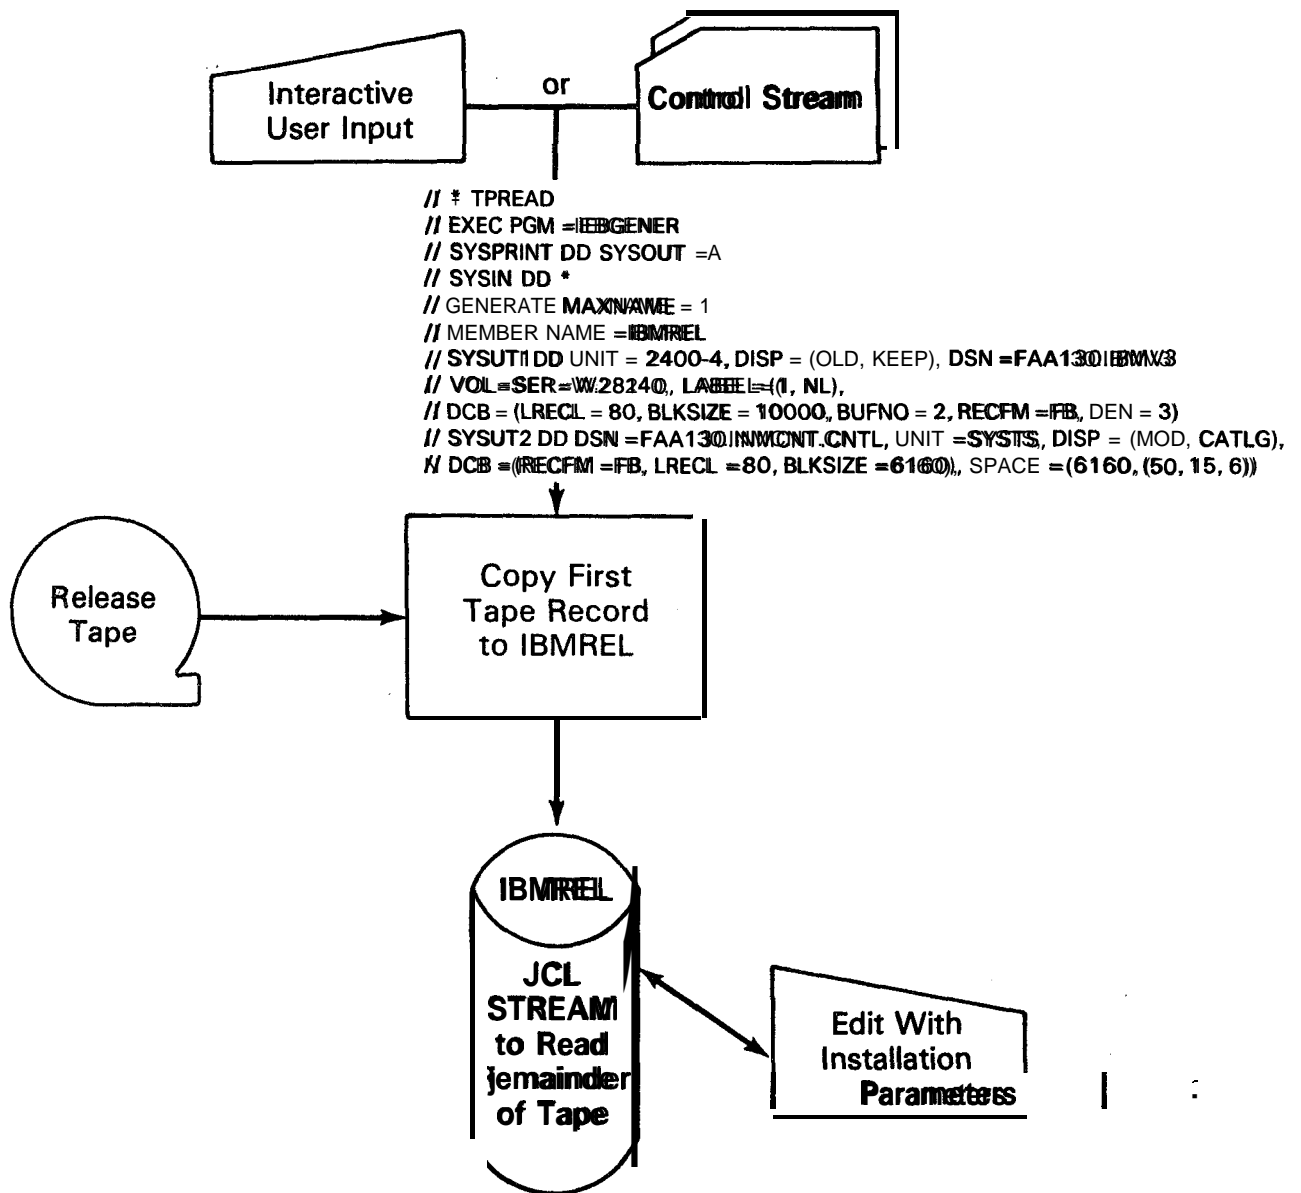 Interactive
User Input
or
Control Stream
// * TPREAD
// EXEC PGM =IEBGENER
// SYSPRINT DD SYSOUT =A
// SYSIN DD *
// GENERATE MAXNAME = 1
// MEMBER NAME =IBMREL
// SYSUT1 DD UNIT = 2400-4, DISP = (OLD, KEEP), DSN =FAA130.IBMV3
// VOL=SER=W.28140, LABEL=(1, NL),
// DCB = (LRECL = 80, BLKSIZE = 10000, BUFNO = 2, RECFM =FB, DEN = 3)
// SYSUT2 DD DSN =FAA130.INMCNT.CNTL, UNIT =SYSTS, DISP = (MOD, CATLG),
// DCB =(RECFM =FB, LRECL =80, BLKSIZE =6160), SPACE =(6160, (50, 15, 6))
Release
Tape
Copy First
Tape Record
to IBMREL
IBMREL
JCL
STREAM
to Read
remainder
of Tape
Edit With
Installation
Parameters